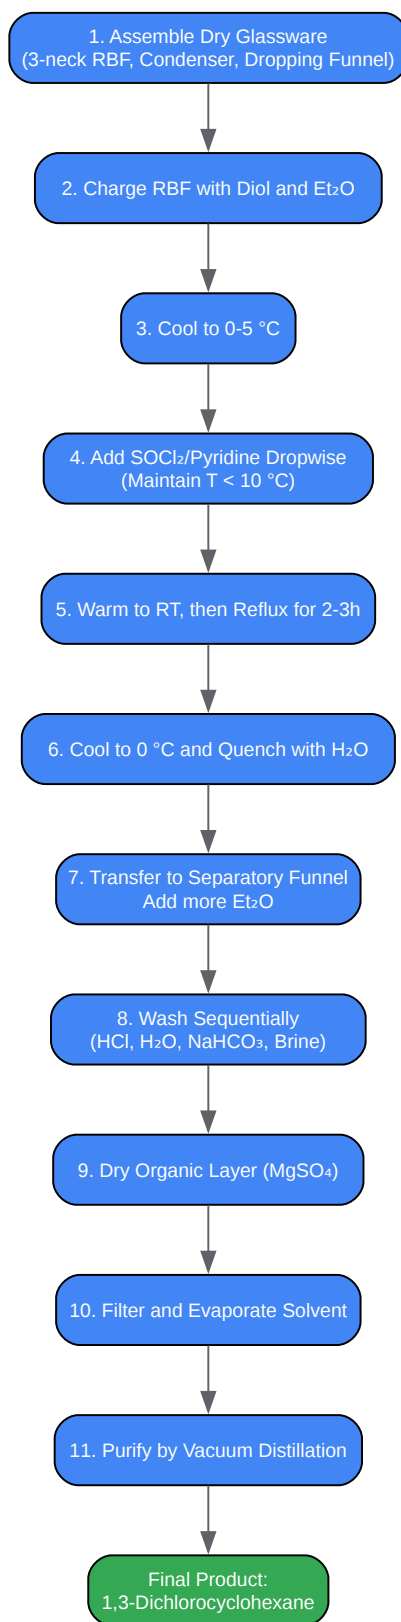 1. Assemble Dry Glassware
(3-neck RBF, Condenser, Dropping Funnel)
2. Charge RBF with Diol and Et₂O
3. Cool to 0-5 °C
4. Add SOCl₂/Pyridine Dropwise
(Maintain T < 10 °C)
5. Warm to RT, then Reflux for 2-3h
6. Cool to 0 °C and Quench with H₂O
7. Transfer to Separatory Funnel
Add more Et₂O
8. Wash Sequentially
(HCl, H₂O, NaHCO₃, Brine)
9. Dry Organic Layer (MgSO₄)
10. Filter and Evaporate Solvent
11. Purify by Vacuum Distillation
Final Product:
1,3-Dichlorocyclohexane